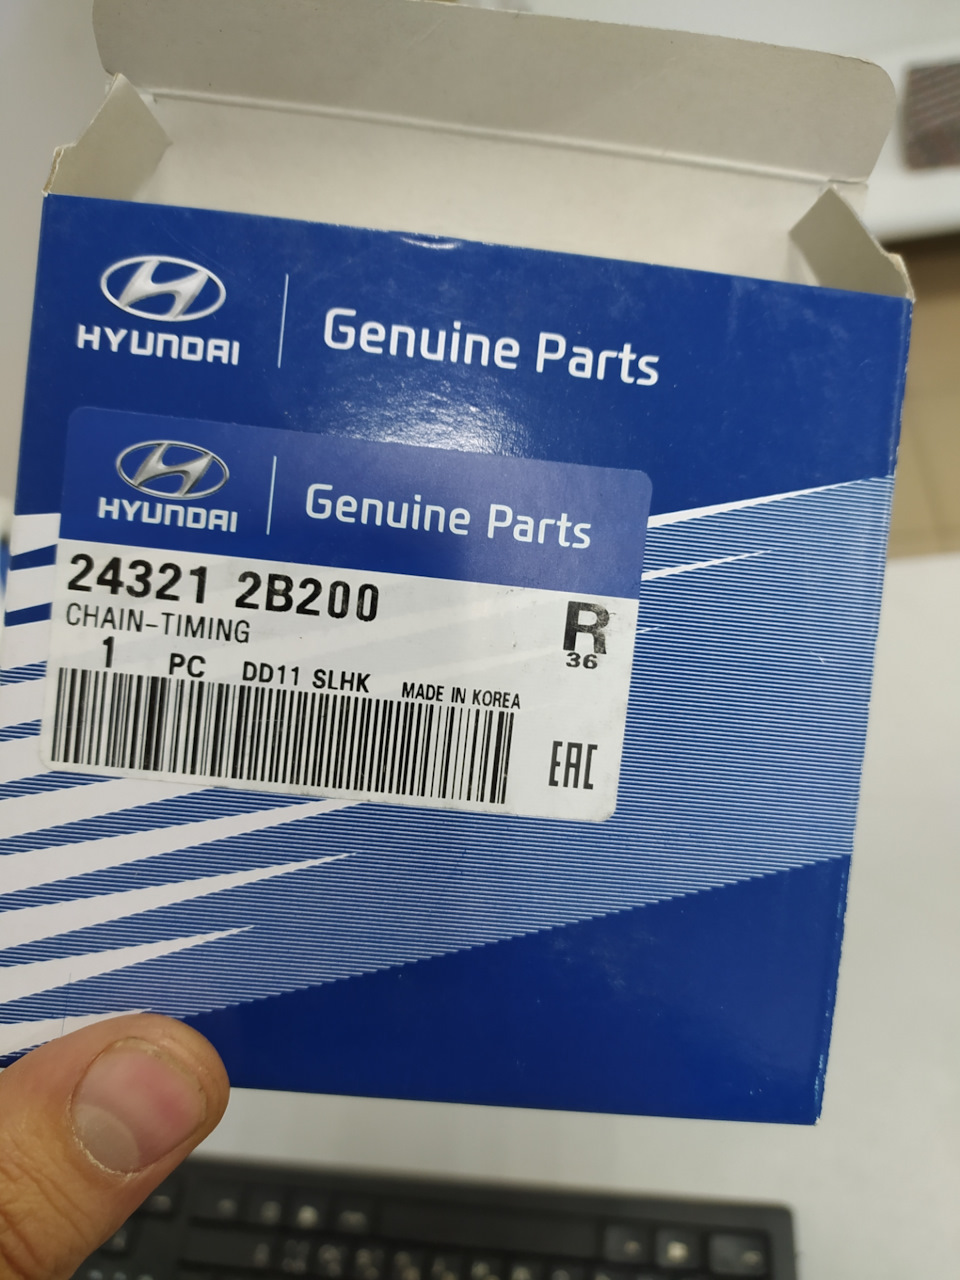 HYUNDAI
Genuine Parts
HYUNDAI
Genuine Parts
24321 2B200
CHAIN-TIMING
1 PC DD11 SLHK MADE IN KOREA
R
36
EAC